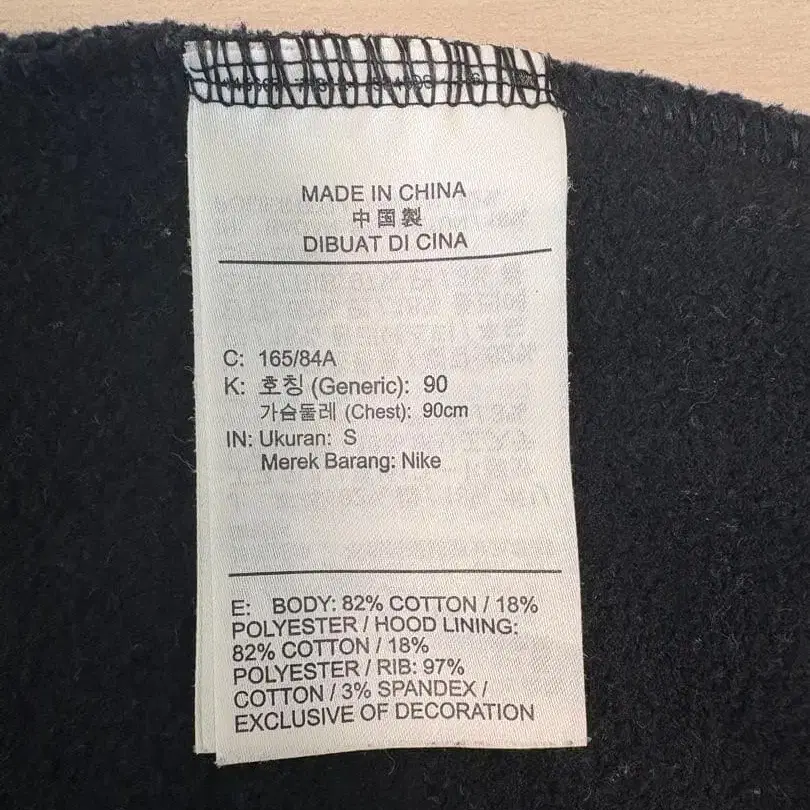 MADE IN CHINA
中国製
DIBUAT DI CINA
C: 165/84A
K: 호칭 (Generic): 90
가슴둘레 (Chest): 90cm
IN: Ukuran: S
Merek Barang: Nike
E: BODY: 82% COTTON / 18%
POLYESTER / HOOD LINING:
82% COTTON / 18%
POLYESTER / RIB: 97%
COTTON / 3% SPANDEX /
EXCLUSIVE OF DECORATION